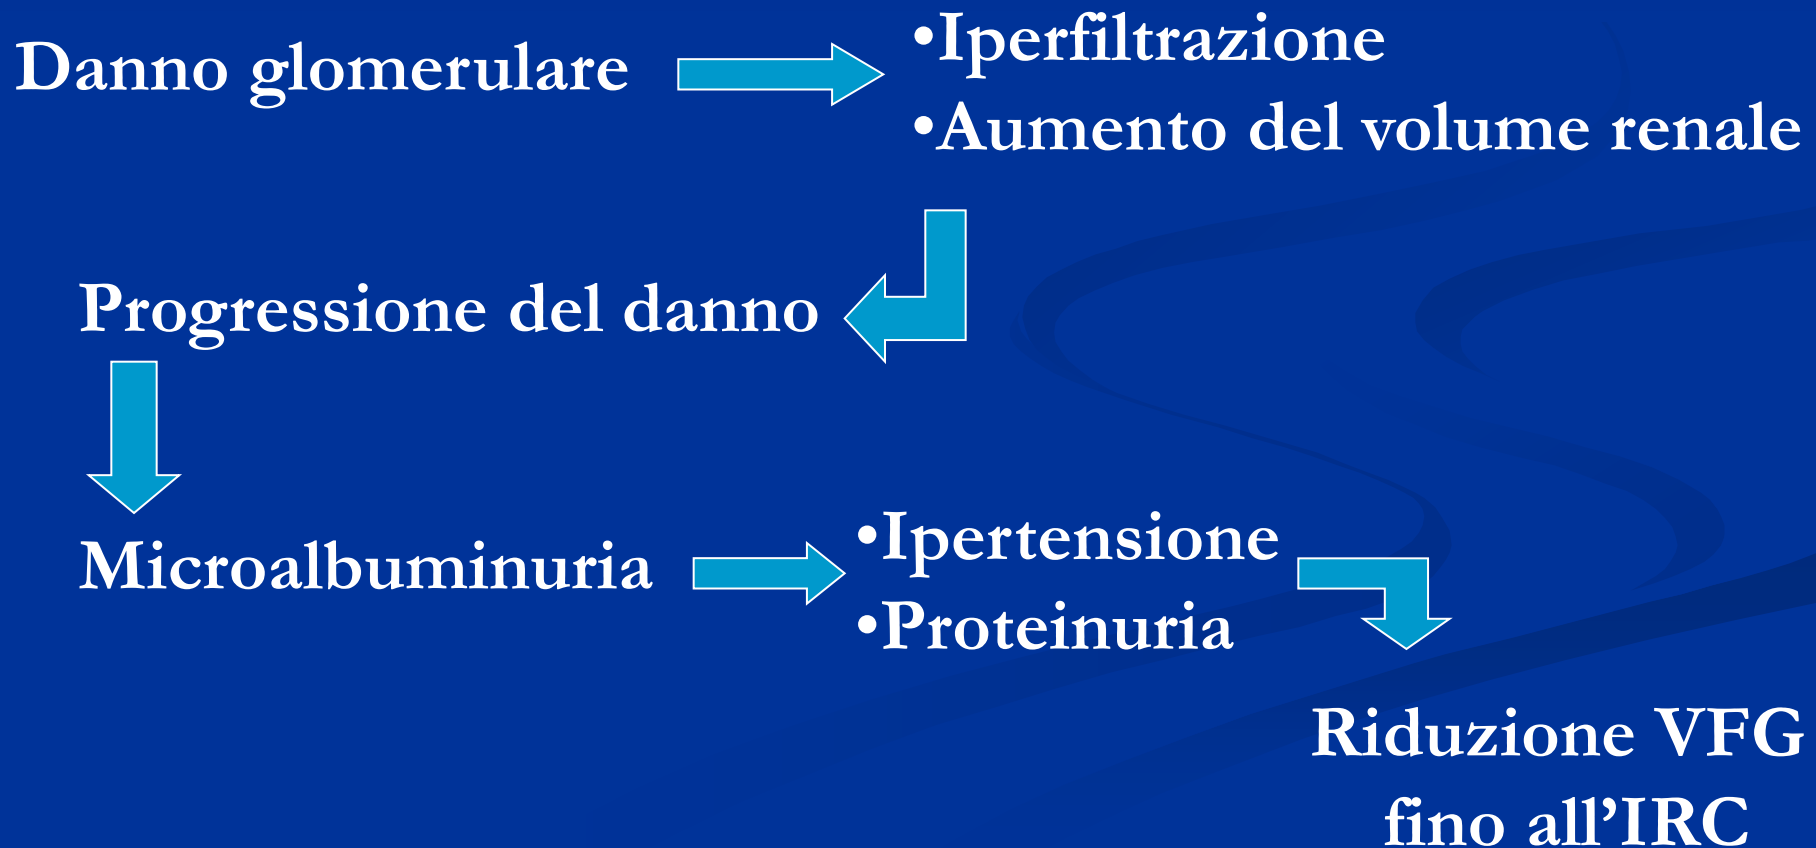 Danno glomerulare
•Iperfiltrazione
•Aumento del volume renale
Progressione del danno
Microalbuminuria
•Ipertensione
•Proteinuria
Riduzione VFG
fino all’IRC